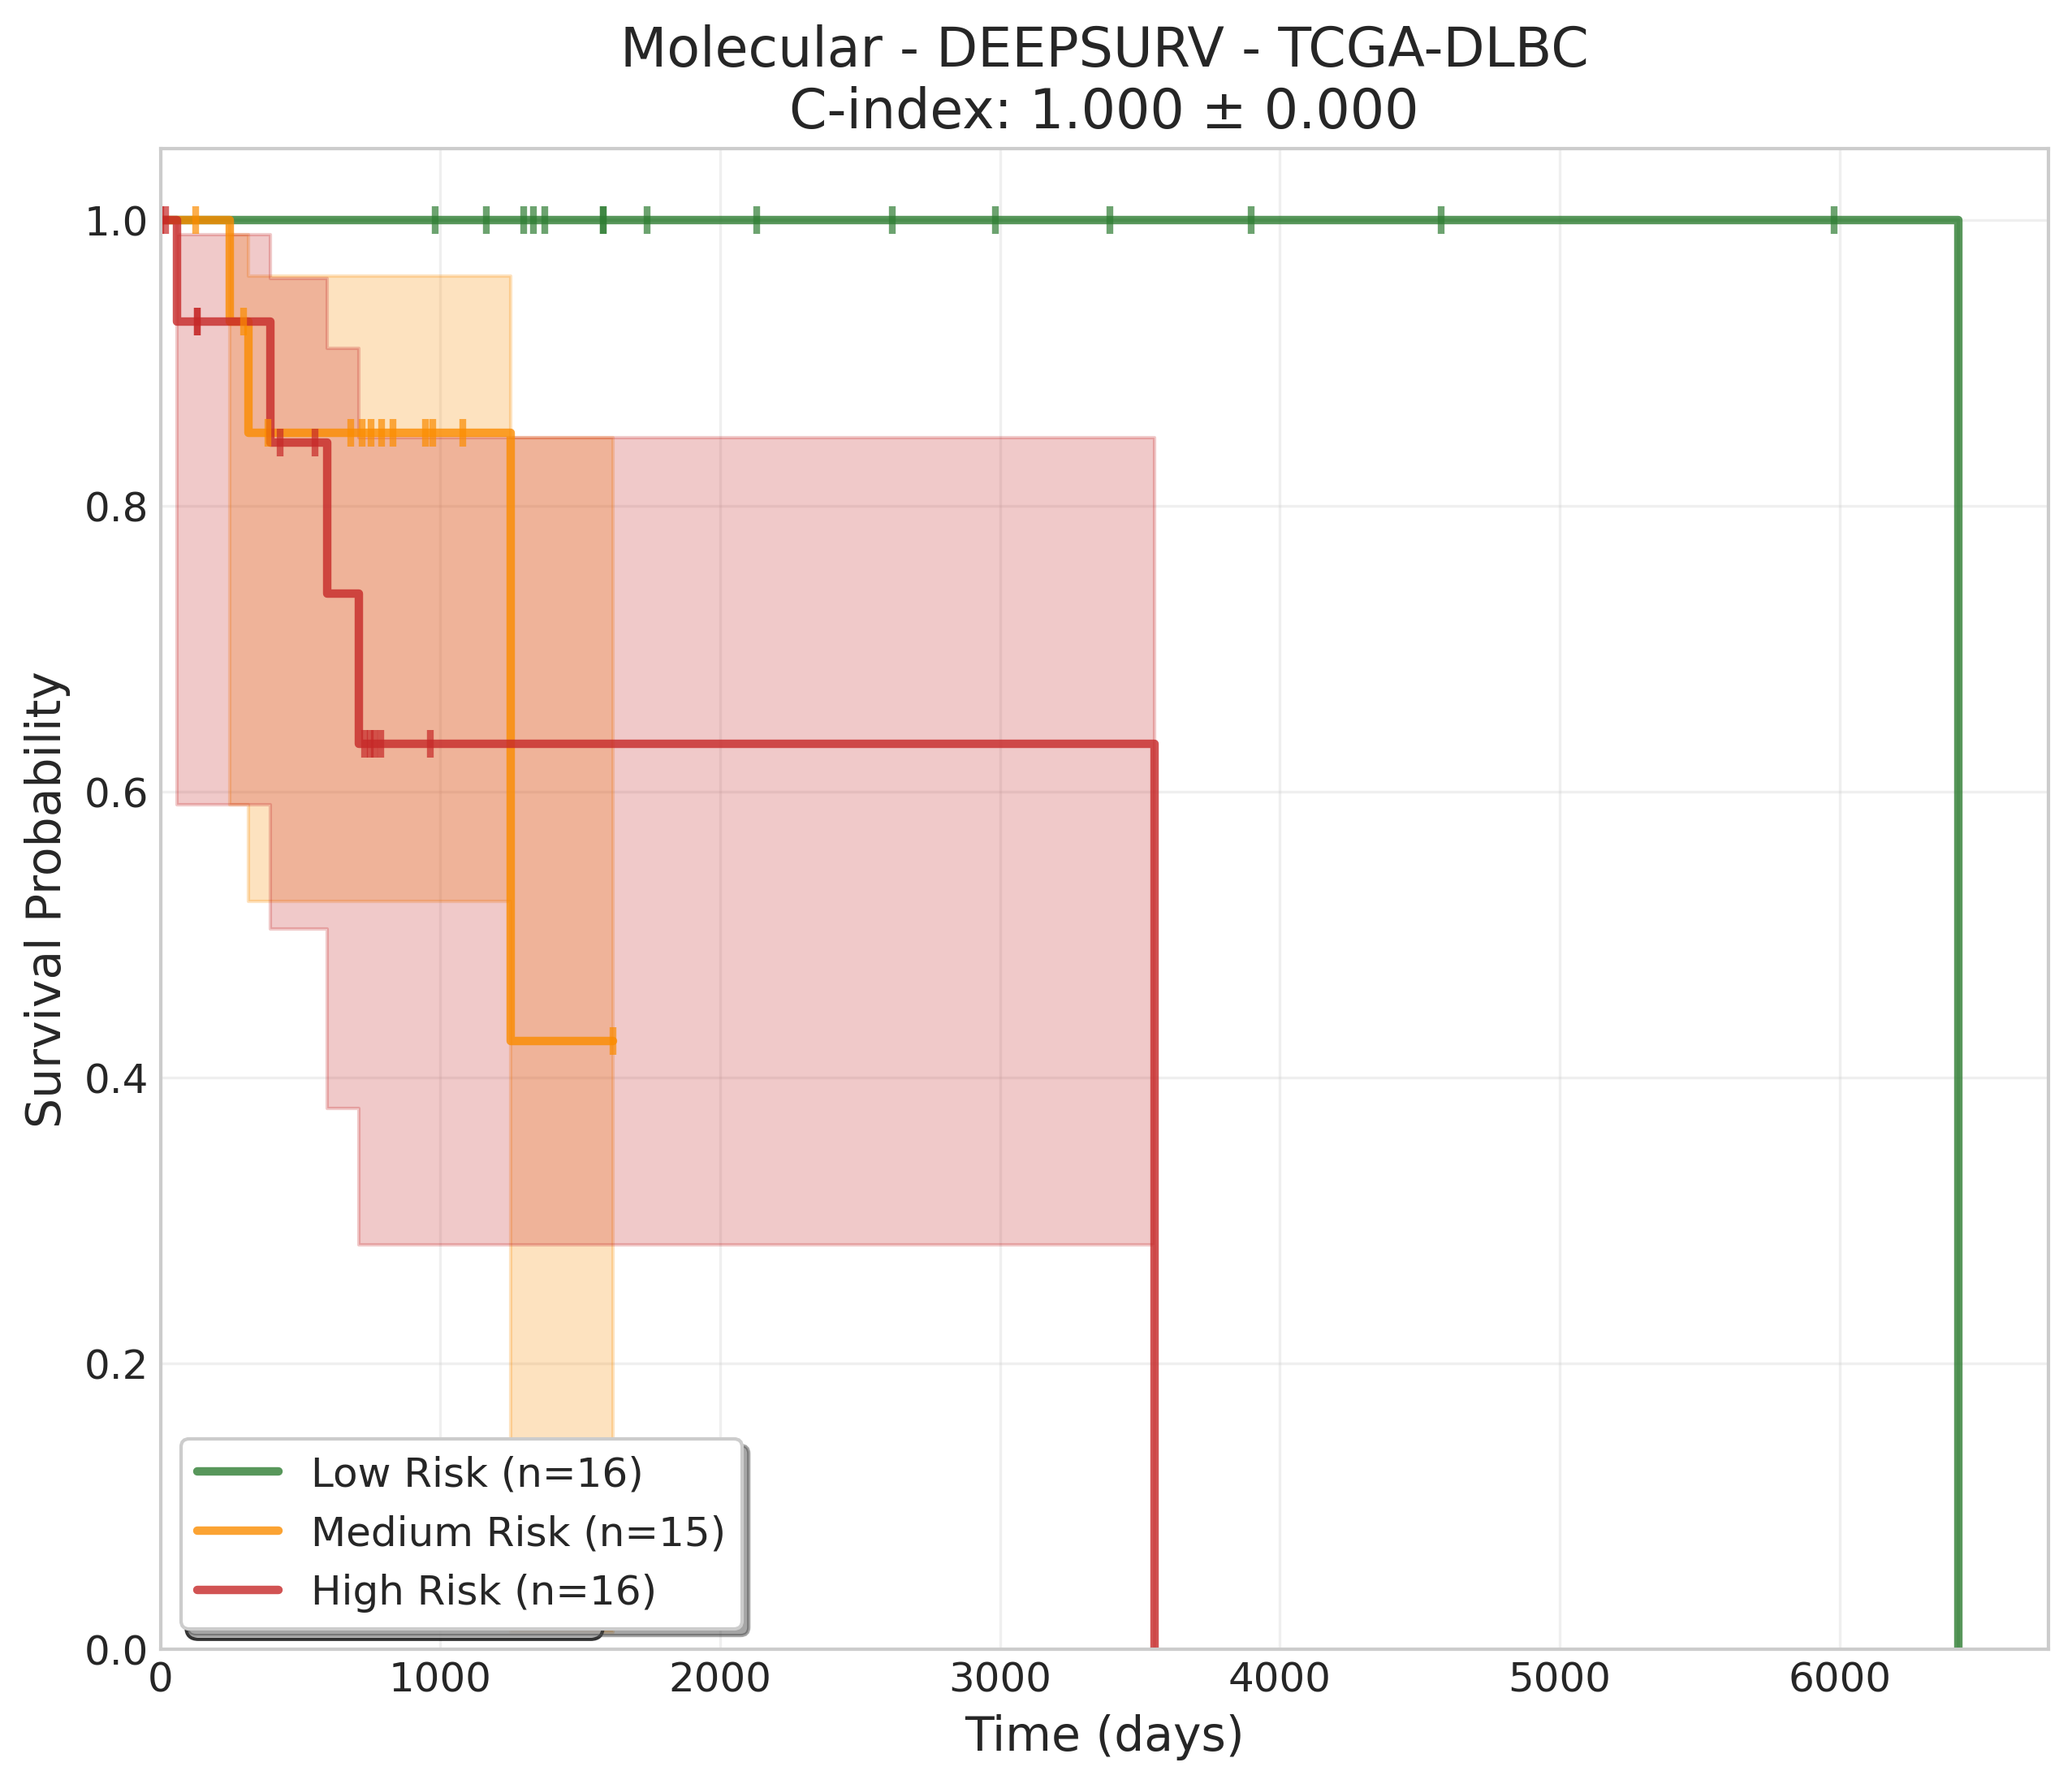 Molecular - DEEPSURV - TCGA-DLBC
C-index: 1.000 ± 0.000
Survival Probability
1.0
0.8
0.6
0.4
0.2
0.0
Low Risk (n=16)
Medium Risk (n=15)
High Risk (n=16)
0 1000 2000 3000 4000 5000 6000
Time (days)